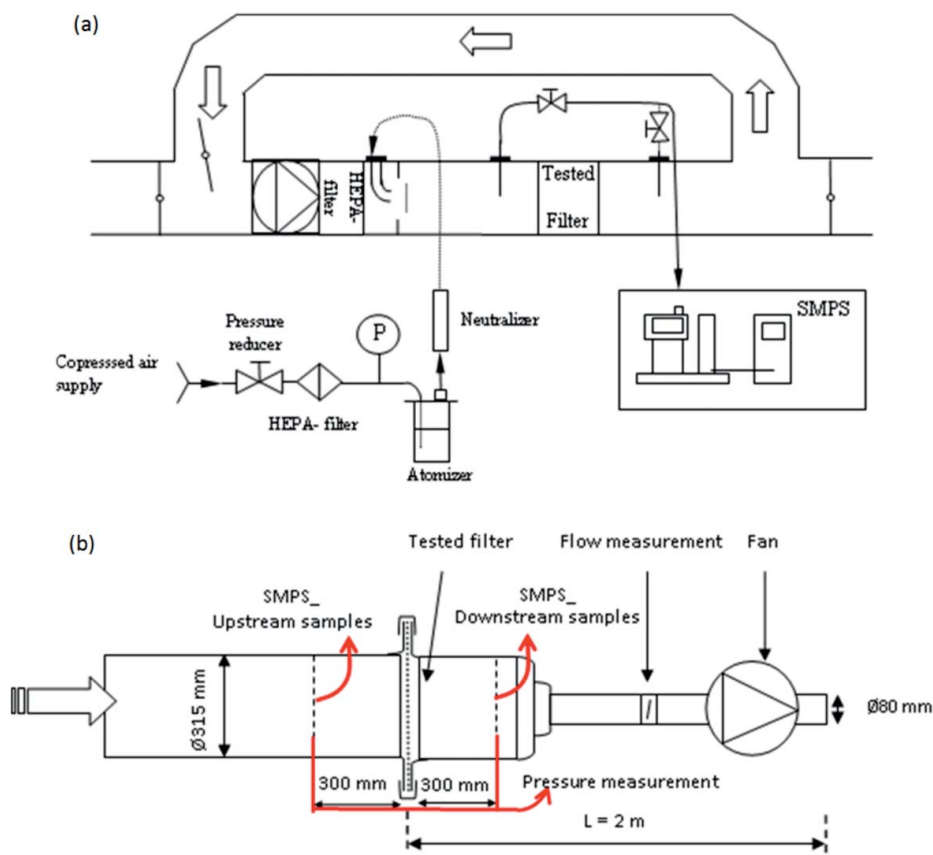 (a)
HEPA-
filter
Tested
Filter
SMPS
Neutralizer
P
Pressure
reducer
Copresssed air
supply
HEPA- filter
Atomizer
(b)
Tested filter
Flow measurement
Fan
SMPS_
Upstream samples
SMPS_
Downstream samples
Ø315 mm
Ø80 mm
300 mm
300 mm
Pressure measurement
L = 2 m